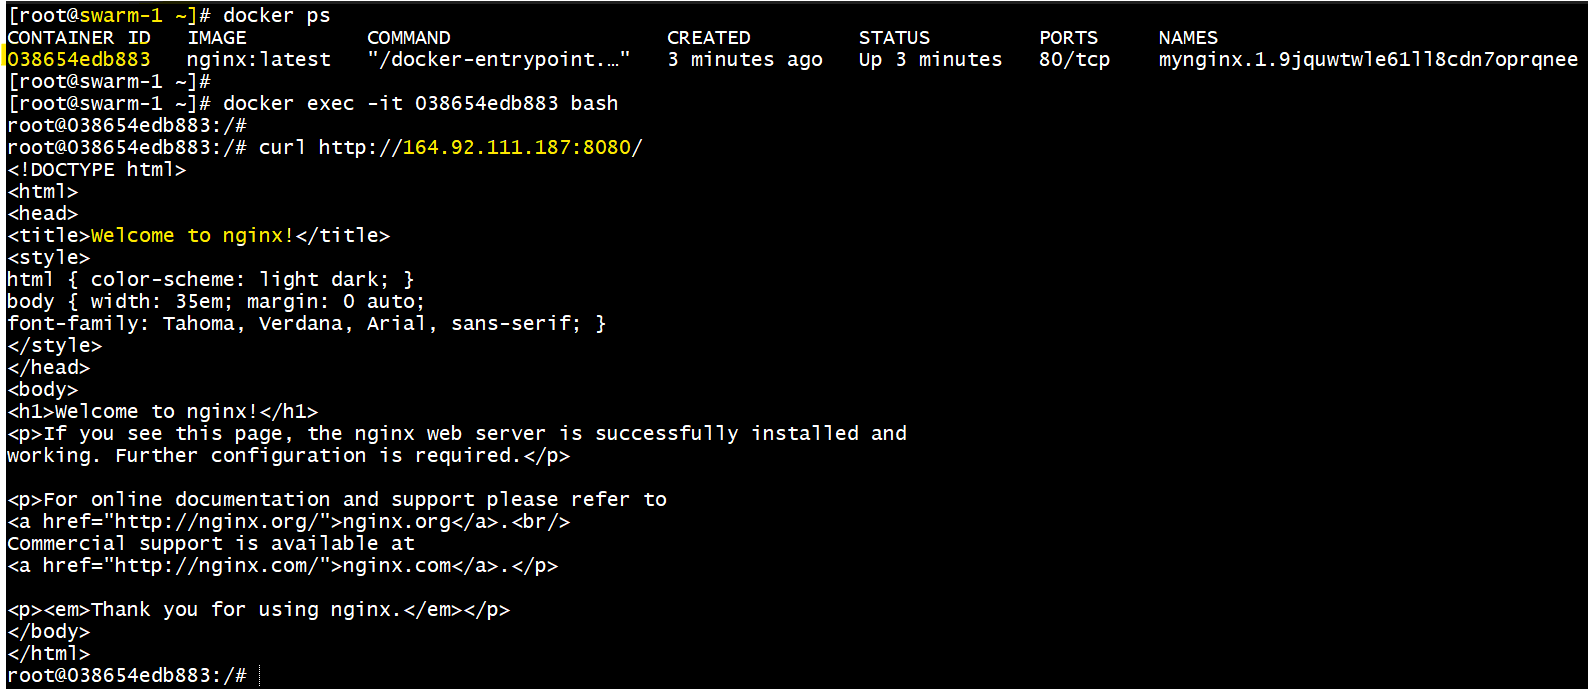 [root@swarm-1 ~]# docker ps
CONTAINER ID   IMAGE          COMMAND                  CREATED         STATUS         PORTS     NAMES
038654edb883   nginx:latest   "/docker-entrypoint.…"   3 minutes ago   Up 3 minutes   80/tcp    mynginx.1.9jquwtwle61ll8cdn7oprqnee
[root@swarm-1 ~]#
[root@swarm-1 ~]# docker exec -it 038654edb883 bash
root@038654edb883:/#
root@038654edb883:/# curl http://164.92.111.187:8080/
<!DOCTYPE html>
<html>
<head>
<title>Welcome to nginx!</title>
<style>
html { color-scheme: light dark; }
body { width: 35em; margin: 0 auto;
font-family: Tahoma, Verdana, Arial, sans-serif; }
</style>
</head>
<body>
<h1>Welcome to nginx!</h1>
<p>If you see this page, the nginx web server is successfully installed and
working. Further configuration is required.</p>

<p>For online documentation and support please refer to
<a href="http://nginx.org/">nginx.org</a>.<br/>
Commercial support is available at
<a href="http://nginx.com/">nginx.com</a>.</p>

<p><em>Thank you for using nginx.</em></p>
</body>
</html>
root@038654edb883:/#